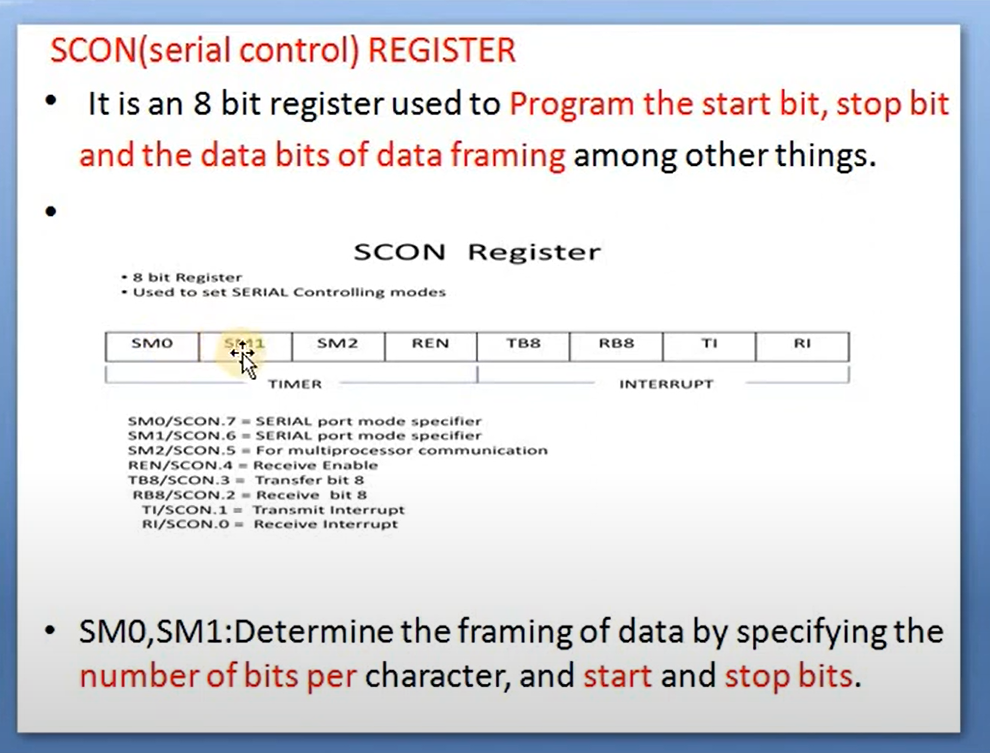 SCON(serial control) REGISTER
• It is an 8 bit register used to Program the start bit, stop bit
and the data bits of data framing among other things.
•
SCON Register
• 8 bit Register
• Used to set SERIAL Controlling modes
SM0 SM1 SM2 REN TB8 RB8 TI RI
TIMER INTERRUPT
SM0/SCON.7 = SERIAL port mode specifier
SM1/SCON.6 = SERIAL port mode specifier
SM2/SCON.5 = For multiprocessor communication
REN/SCON.4 = Receive Enable
TB8/SCON.3 = Transfer bit 8
RB8/SCON.2 = Receive bit 8
TI/SCON.1 = Transmit Interrupt
RI/SCON.0 = Receive Interrupt
• SM0,SM1:Determine the framing of data by specifying the
number of bits per character, and start and stop bits.